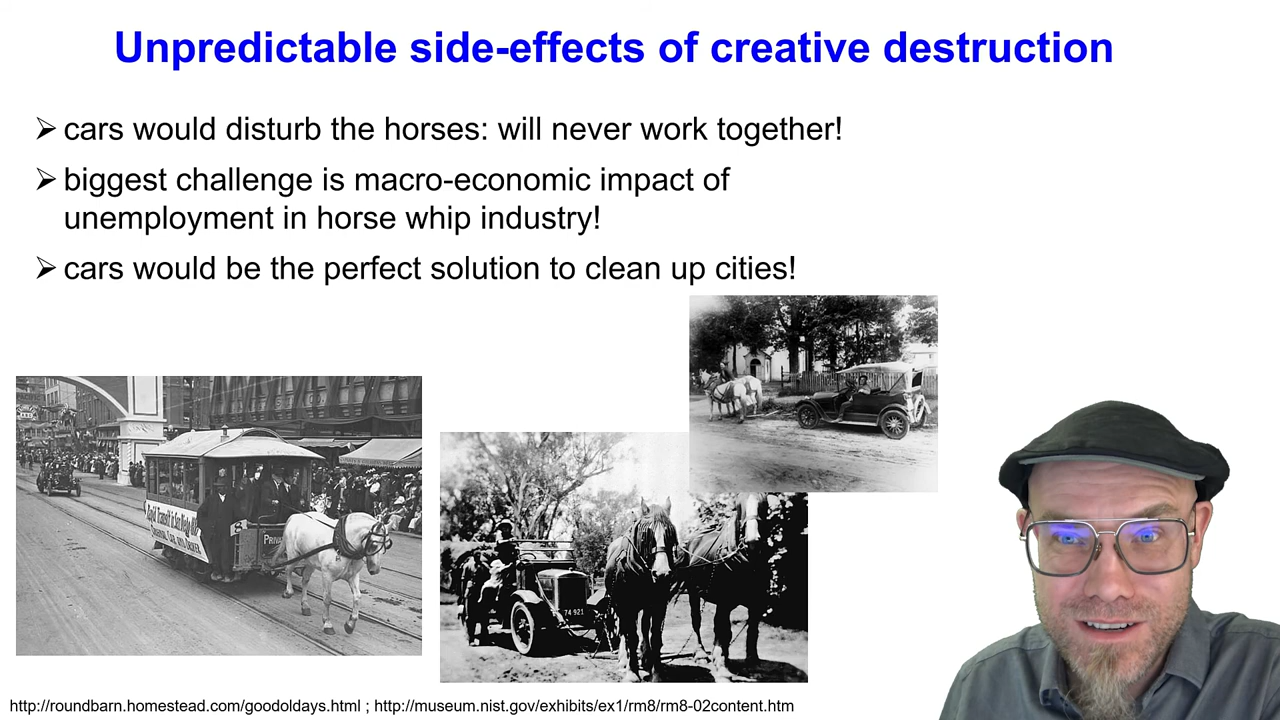 Unpredictable side-effects of creative destruction
➢ cars would disturb the horses: will never work together!
➢ biggest challenge is macro-economic impact of
unemployment in horse whip industry!
➢ cars would be the perfect solution to clean up cities!
74 921
http://roundbarn.homestead.com/goodoldays.html ; http://museum.nist.gov/exhibits/ex1/rm8/rm8-02content.htm